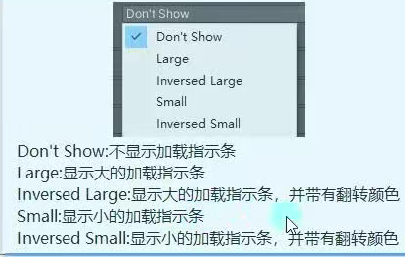 Don't Show
Don't Show
Large
Inversed Large
Small
Inversed Small
Don't Show:不显示加载指示条
Large:显示大的加载指示条
Inversed Large:显示大的加载指示条，并带有翻转颜色
Small:显示小的加载指示条
Inversed Small:显示小的加载指示条，并带有翻转颜色